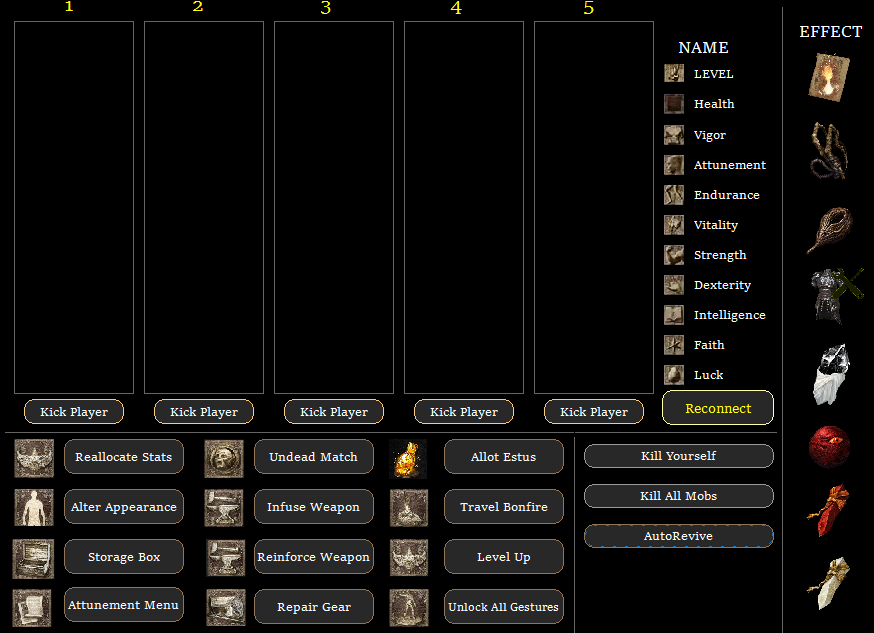 1 2 3 4 5
EFFECT
NAME
LEVEL
Health
Vigor
Attunement
Endurance
Vitality
Strength
Dexterity
Intelligence
Faith
Luck
Kick Player Kick Player Kick Player Kick Player Kick Player
Reconnect
Reallocate Stats Undead Match Allot Estus Kill Yourself
Alter Appearance Infuse Weapon Travel Bonfire Kill All Mobs
AutoRevive
Storage Box Reinforce Weapon Level Up
Attunement Menu Repair Gear Unlock All Gestures